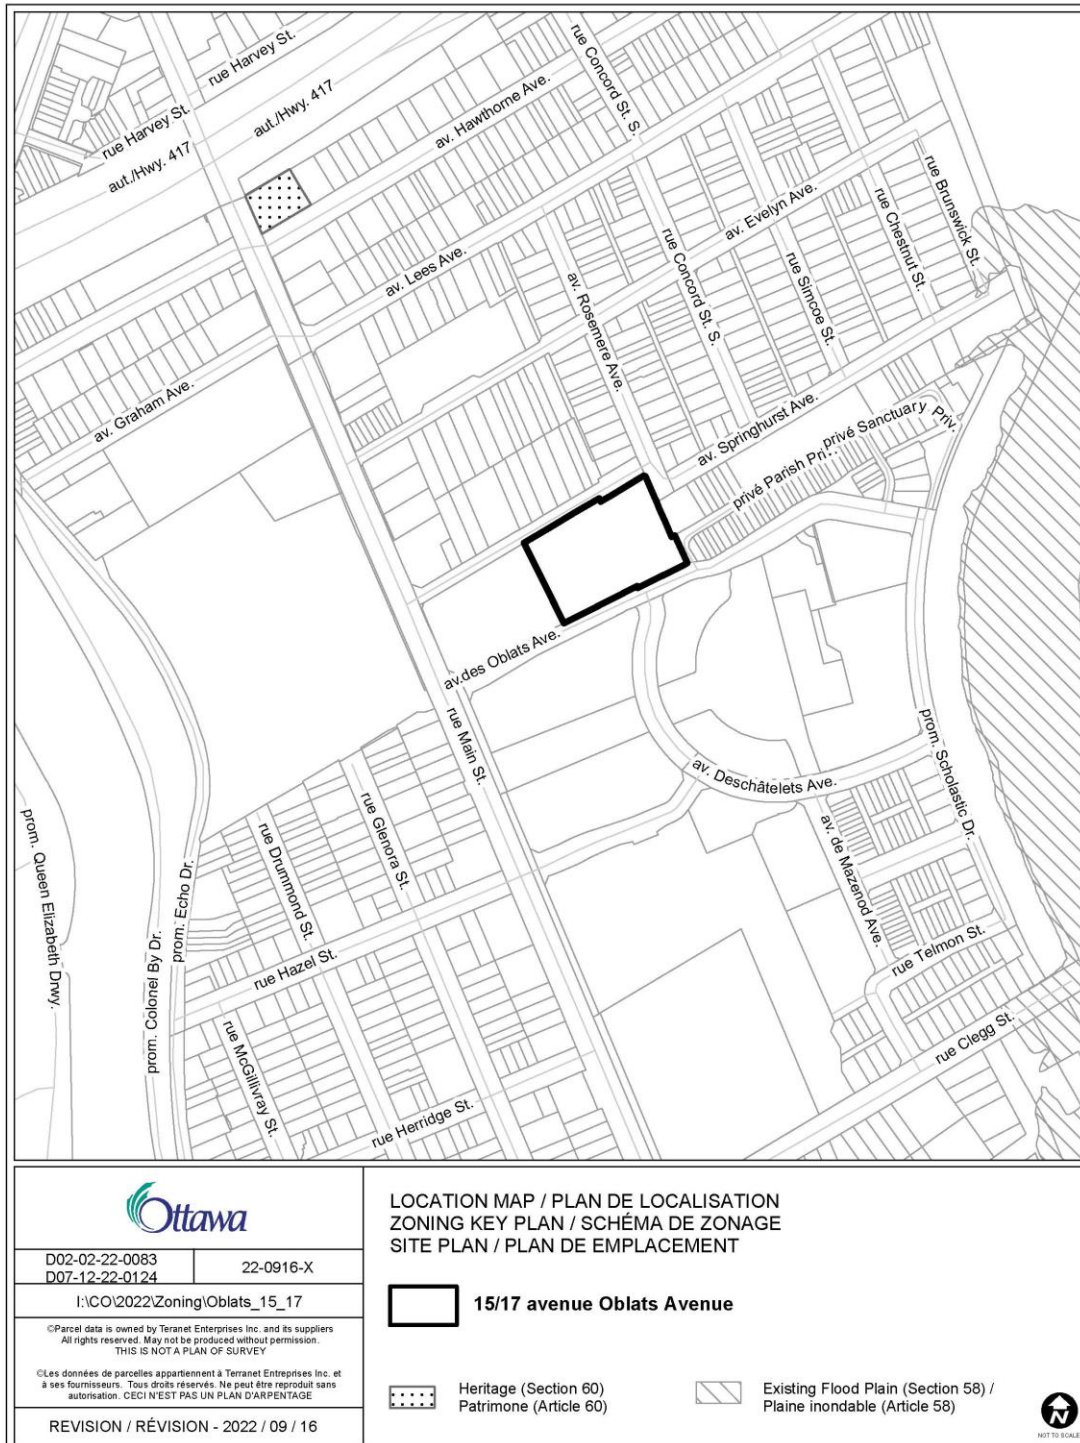 rue Harvey St.
rue Harvey St.
aut./Hwy. 417
aut./Hwy. 417
av. Hawthorne Ave.
rue Concord St. S.
av. Lees Ave.
av. Evelyn Ave.
rue Brunswick St.
rue Chestnut St.
rue Concord St. S.
rue Simcoe St.
av. Rosemere Ave.
av. Graham Ave.
av. Springhurst Ave.
privé Sanctuary Priv.
privé Parish Pri..
av.des Oblats Ave.
rue Main St.
av. Deschâtelets Ave.
prom. Scholastic Dr.
av. de Mazenod Ave.
rue Glenora St.
rue Drummond St.
prom. Queen Elizabeth Drwy.
prom. Echo Dr.
prom. Colonel By Dr.
rue Hazel St.
rue Telmon St.
rue Clegg St.
rue McGillivray St.
rue Herridge St.
Ottawa
D02-02-22-0083
D07-12-22-0124
22-0916-X
I:\CO\2022\Zoning\Oblats_15_17
©Parcel data is owned by Teranet Enterprises Inc. and its suppliers
All rights reserved. May not be produced without permission.
THIS IS NOT A PLAN OF SURVEY
©Les données de parcelles appartiennent à Terranet Entreprises Inc. et
à ses fournisseurs. Tous droits réservés. Ne peut être reproduit sans
autorisation. CECI N'EST PAS UN PLAN D'ARPENTAGE
REVISION / RÉVISION - 2022 / 09 / 16
LOCATION MAP / PLAN DE LOCALISATION
ZONING KEY PLAN / SCHÉMA DE ZONAGE
SITE PLAN / PLAN DE EMPLACEMENT
15/17 avenue Oblats Avenue
Heritage (Section 60)
Patrimone (Article 60)
Existing Flood Plain (Section 58) /
Plaine inondable (Article 58)
N
NOT TO SCALE